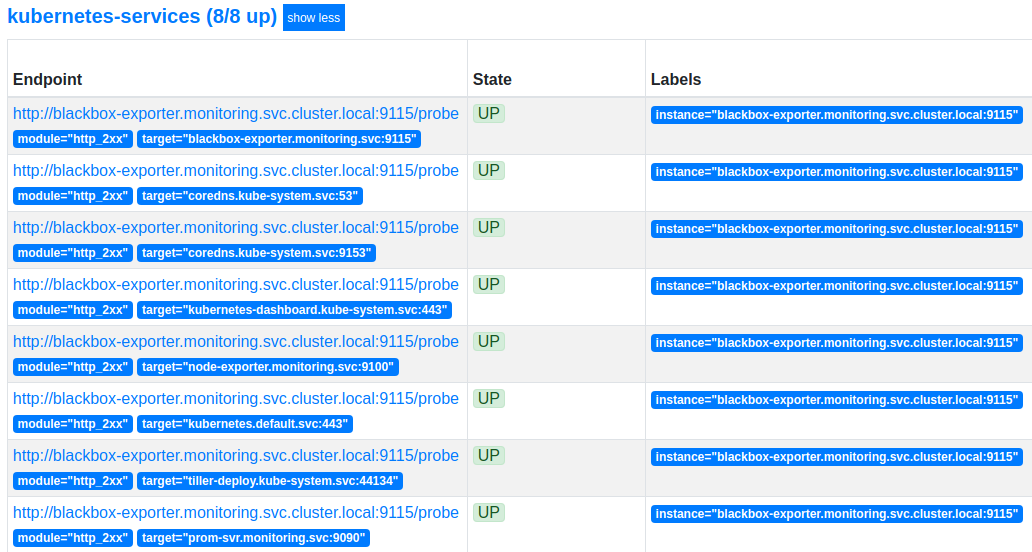 kubernetes-services (8/8 up) show less
Endpoint State Labels
http://blackbox-exporter.monitoring.svc.cluster.local:9115/probe UP instance="blackbox-exporter.monitoring.svc.cluster.local:9115"
module="http_2xx" target="blackbox-exporter.monitoring.svc:9115"
http://blackbox-exporter.monitoring.svc.cluster.local:9115/probe UP instance="blackbox-exporter.monitoring.svc.cluster.local:9115"
module="http_2xx" target="coredns.kube-system.svc:53"
http://blackbox-exporter.monitoring.svc.cluster.local:9115/probe UP instance="blackbox-exporter.monitoring.svc.cluster.local:9115"
module="http_2xx" target="coredns.kube-system.svc:9153"
http://blackbox-exporter.monitoring.svc.cluster.local:9115/probe UP instance="blackbox-exporter.monitoring.svc.cluster.local:9115"
module="http_2xx" target="kubernetes-dashboard.kube-system.svc:443"
http://blackbox-exporter.monitoring.svc.cluster.local:9115/probe UP instance="blackbox-exporter.monitoring.svc.cluster.local:9115"
module="http_2xx" target="node-exporter.monitoring.svc:9100"
http://blackbox-exporter.monitoring.svc.cluster.local:9115/probe UP instance="blackbox-exporter.monitoring.svc.cluster.local:9115"
module="http_2xx" target="kubernetes.default.svc:443"
http://blackbox-exporter.monitoring.svc.cluster.local:9115/probe UP instance="blackbox-exporter.monitoring.svc.cluster.local:9115"
module="http_2xx" target="tiller-deploy.kube-system.svc:44134"
http://blackbox-exporter.monitoring.svc.cluster.local:9115/probe UP instance="blackbox-exporter.monitoring.svc.cluster.local:9115"
module="http_2xx" target="prom-svr.monitoring.svc:9090"